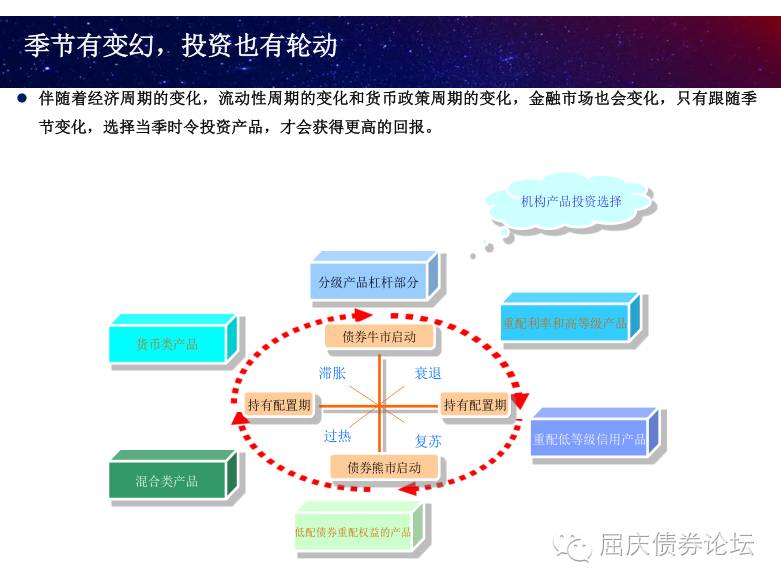 季节有变幻，投资也有轮动
伴随着经济周期的变化，流动性周期的变化和货币政策周期的变化，金融市场也会变化，只有跟随季
节变化，选择当季时令投资产品，才会获得更高的回报。
机构产品投资选择
分级产品杠杆部分
重配利率和高等级产品
货币类产品
债券牛市启动
滞胀
衰退
持有配置期
持有配置期
过热
复苏
重配低等级信用产品
债券熊市启动
混合类产品
低配债券重配权益的产品
屈庆债券论坛